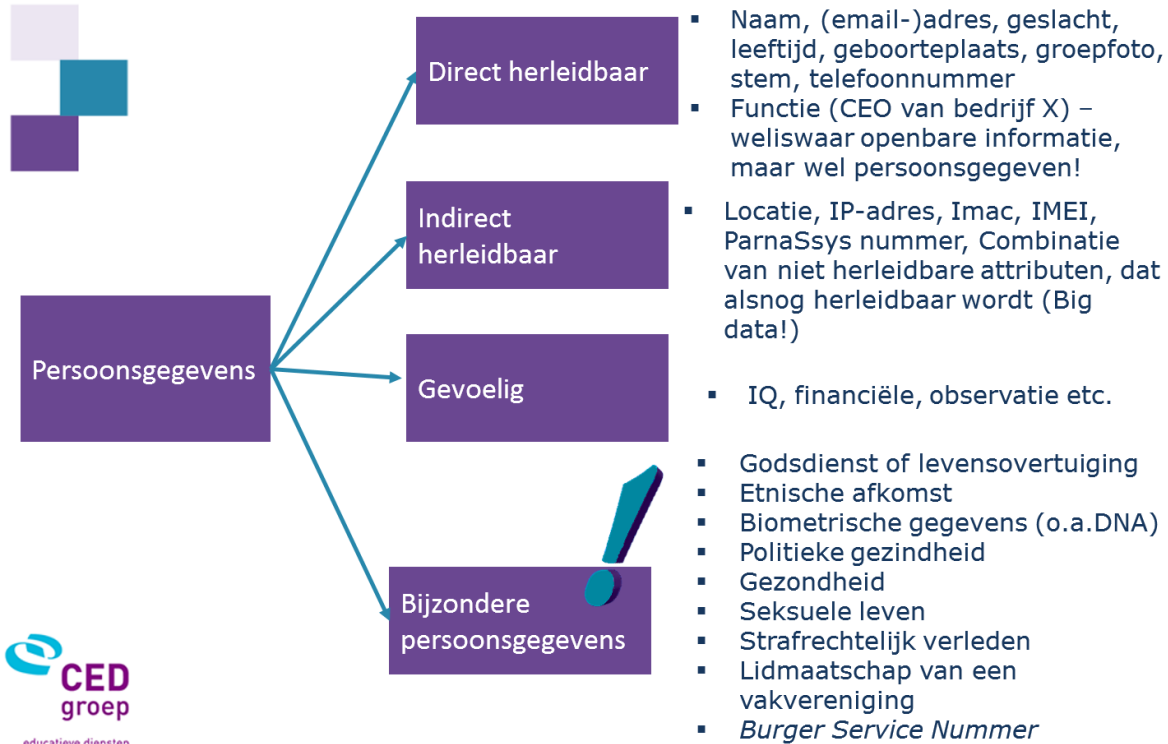 Direct herleidbaar
Naam, (email-)adres, geslacht,
leeftijd, geboorteplaats, groepfoto,
stem, telefoonnummer
Functie (CEO van bedrijf X) –
weliswaar openbare informatie,
maar wel persoonsgegeven!
Indirect
herleidbaar
Locatie, IP-adres, Imac, IMEI,
ParnaSsys nummer, Combinatie
van niet herleidbare attributen, dat
alsnog herleidbaar wordt (Big
data!)
Persoonsgegevens
Gevoelig
IQ, financiële, observatie etc.
Bijzondere
persoonsgegevens
Godsdienst of levensovertuiging
Etnische afkomst
Biometrische gegevens (o.a.DNA)
Politieke gezindheid
Gezondheid
Seksuele leven
Strafrechtelijk verleden
Lidmaatschap van een
vakvereniging
Burger Service Nummer
CED
groep
educatieve diensten